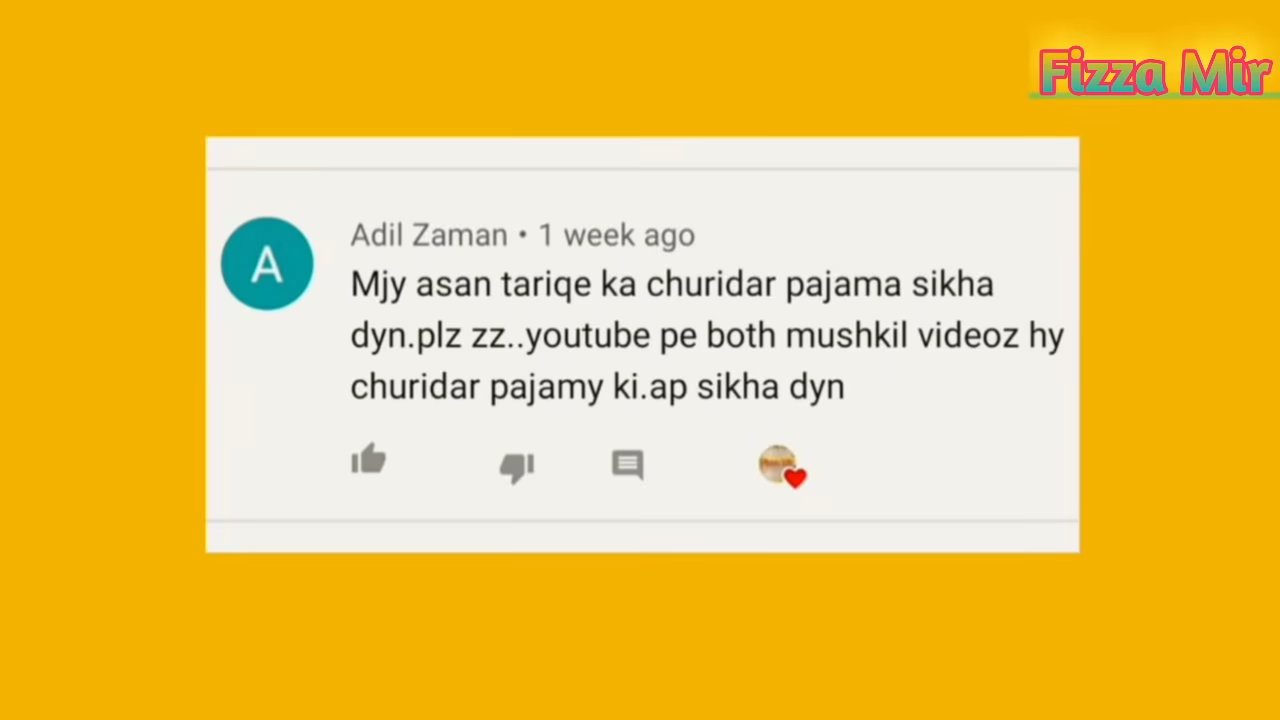 Fizza Mir
A
Adil Zaman • 1 week ago
Mjy asan tariqe ka churidar pajama sikha
dyn.plz zz..youtube pe both mushkil videoz hy
churidar pajamy ki.ap sikha dyn